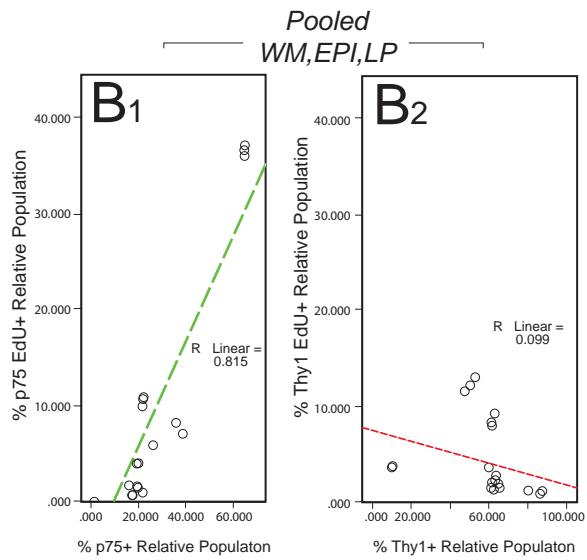 Pooled
WM,EPI,LP
B1
% p75 EdU+ Relative Population
40.000
30.000
20.000
10.000
.000
R Linear =
0.815
.000 20.000 40.000 60.000
% p75+ Relative Populaton
B2
% Thy1 EdU+ Relative Population
40.000
30.000
20.000
10.000
.000
R Linear =
0.099
.000 20.000 60.000 80.000 100.000
% Thy1+ Relative Populaton